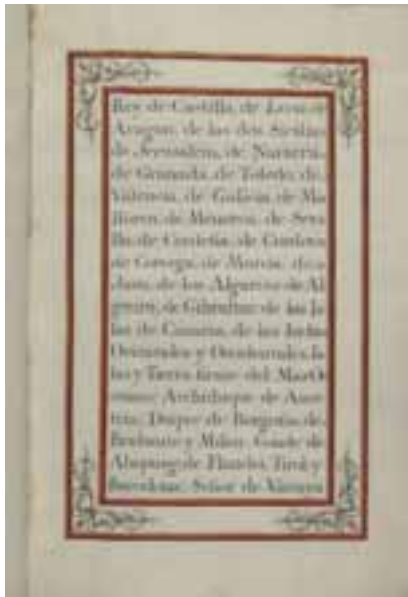 Rey de Castilla, de Leon, de
Aragon, de las dos Sicilias
de Jerusalem, de Navarra,
de Granada, de Toledo, de
Valencia, de Galicia, de Ma
llorca, de Menorca, de Sevi
lla, de Cerdeña, de Cordova
de Corcega, de Murcia, de Ja
de los Algarves de Al
gecira, de Gibraltar de las Is
las de Canaria, de las Indias
Orientales y Occidentales, Is
las y Tierra firme del Mar O
ceano; Archiduque de Aus
tria; Duque de Borgoña de
Brabante y Milan; Conde de
Abspurg, de Flandes, Tirol y
Barcelona; Señor de Vizcaya